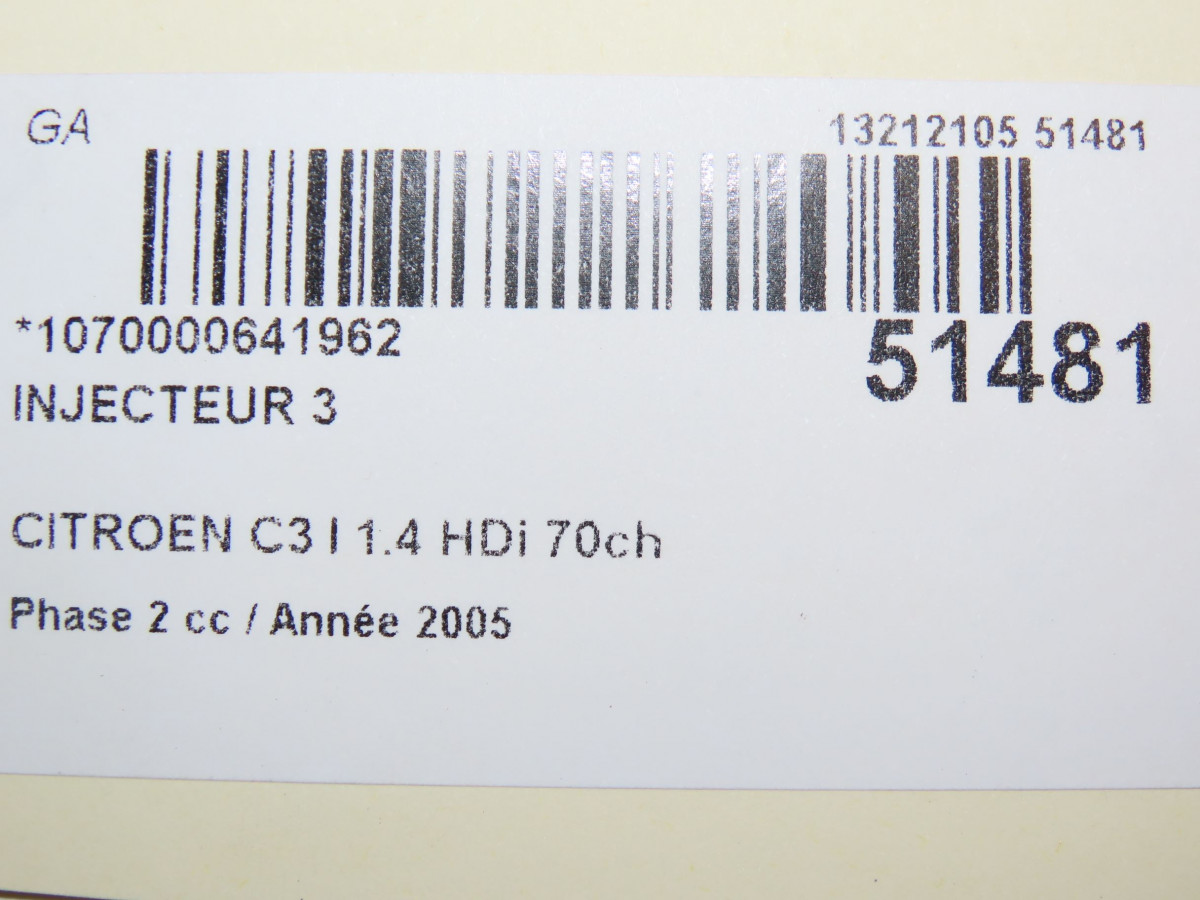 GA
13212105 51481
*1070000641962
51481
INJECTEUR 3
CITROEN C3 I 1.4 HDi 70ch
Phase 2 cc / Année 2005